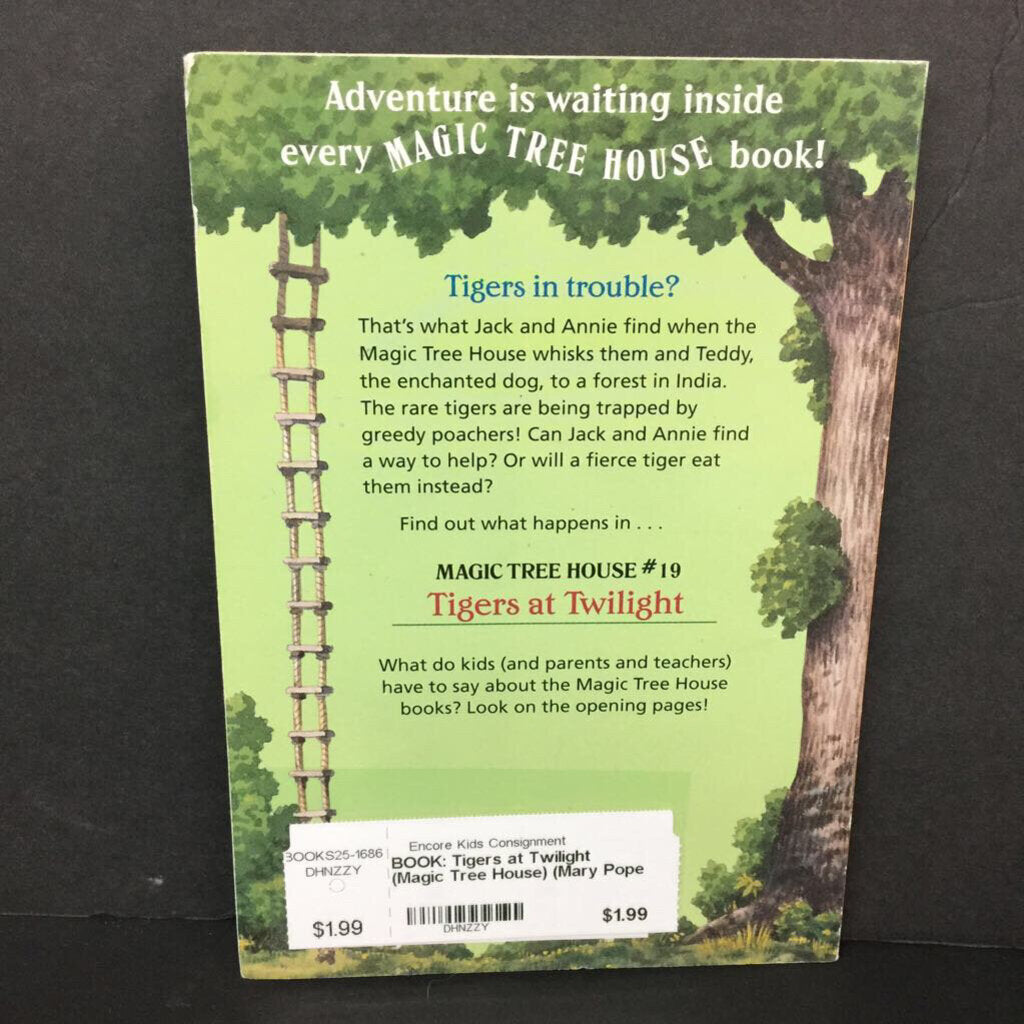 Adventure is waiting inside
every MAGIC TREE HOUSE book!
Tigers in trouble?
That's what Jack and Annie find when the
Magic Tree House whisks them and Teddy,
the enchanted dog, to a forest in India.
The rare tigers are being trapped by
greedy poachers! Can Jack and Annie find
a way to help? Or will a fierce tiger eat
them instead?
Find out what happens in . . .
MAGIC TREE HOUSE #19
Tigers at Twilight
What do kids (and parents and teachers)
have to say about the Magic Tree House
books? Look on the opening pages!
BOOKS25-1686
DHNZZY
$1.99
Encore Kids Consignment
BOOK: Tigers at Twilight
(Magic Tree House) (Mary Pope
DHNZZY
$1.99